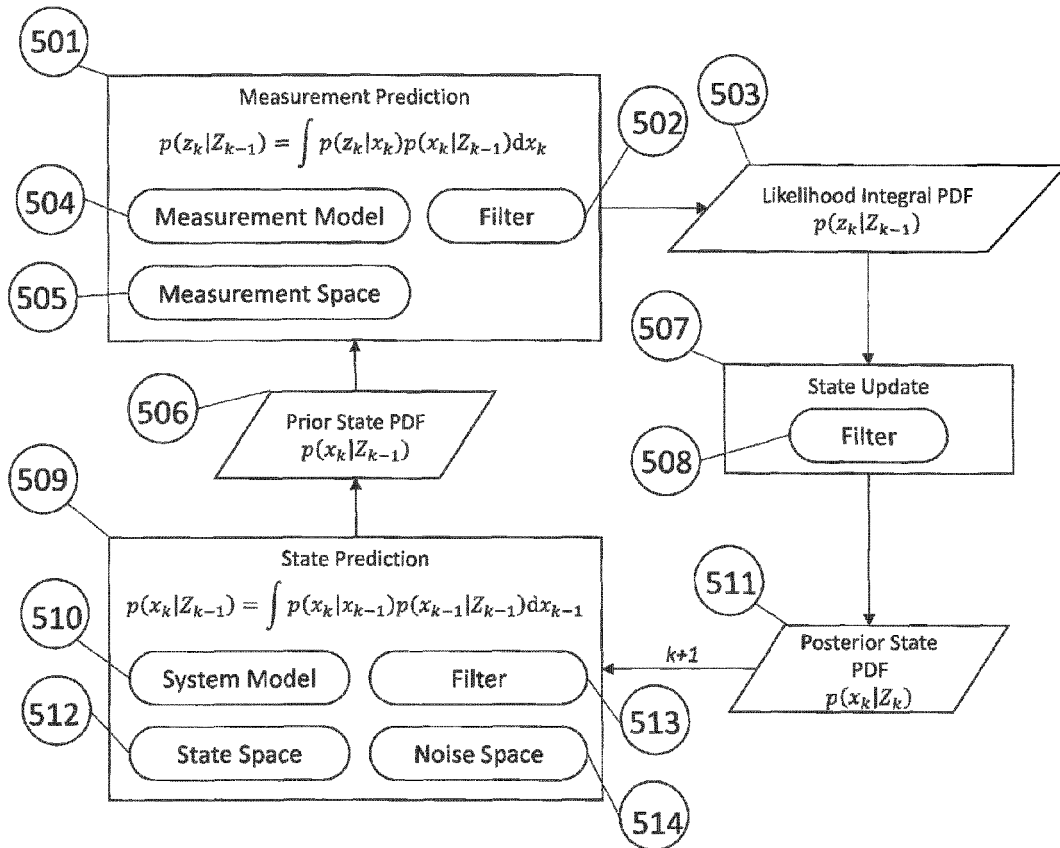 501
Measurement Prediction
p(z_k|Z_{k−1}) = ∫ p(z_k|x_k)p(x_k|Z_{k−1})dx_k
502
503
504
Measurement Model
Filter
Likelihood Integral PDF
p(z_k|Z_{k−1})
505
Measurement Space
507
506
Prior State PDF
p(x_k|Z_{k−1})
State Update
Filter
508
509
State Prediction
p(x_k|Z_{k−1}) = ∫ p(x_k|x_{k−1})p(x_{k−1}|Z_{k−1})dx_{k−1}
510
511
System Model
Filter
k+1
Posterior State
PDF
p(x_k|Z_k)
512
513
State Space
Noise Space
514